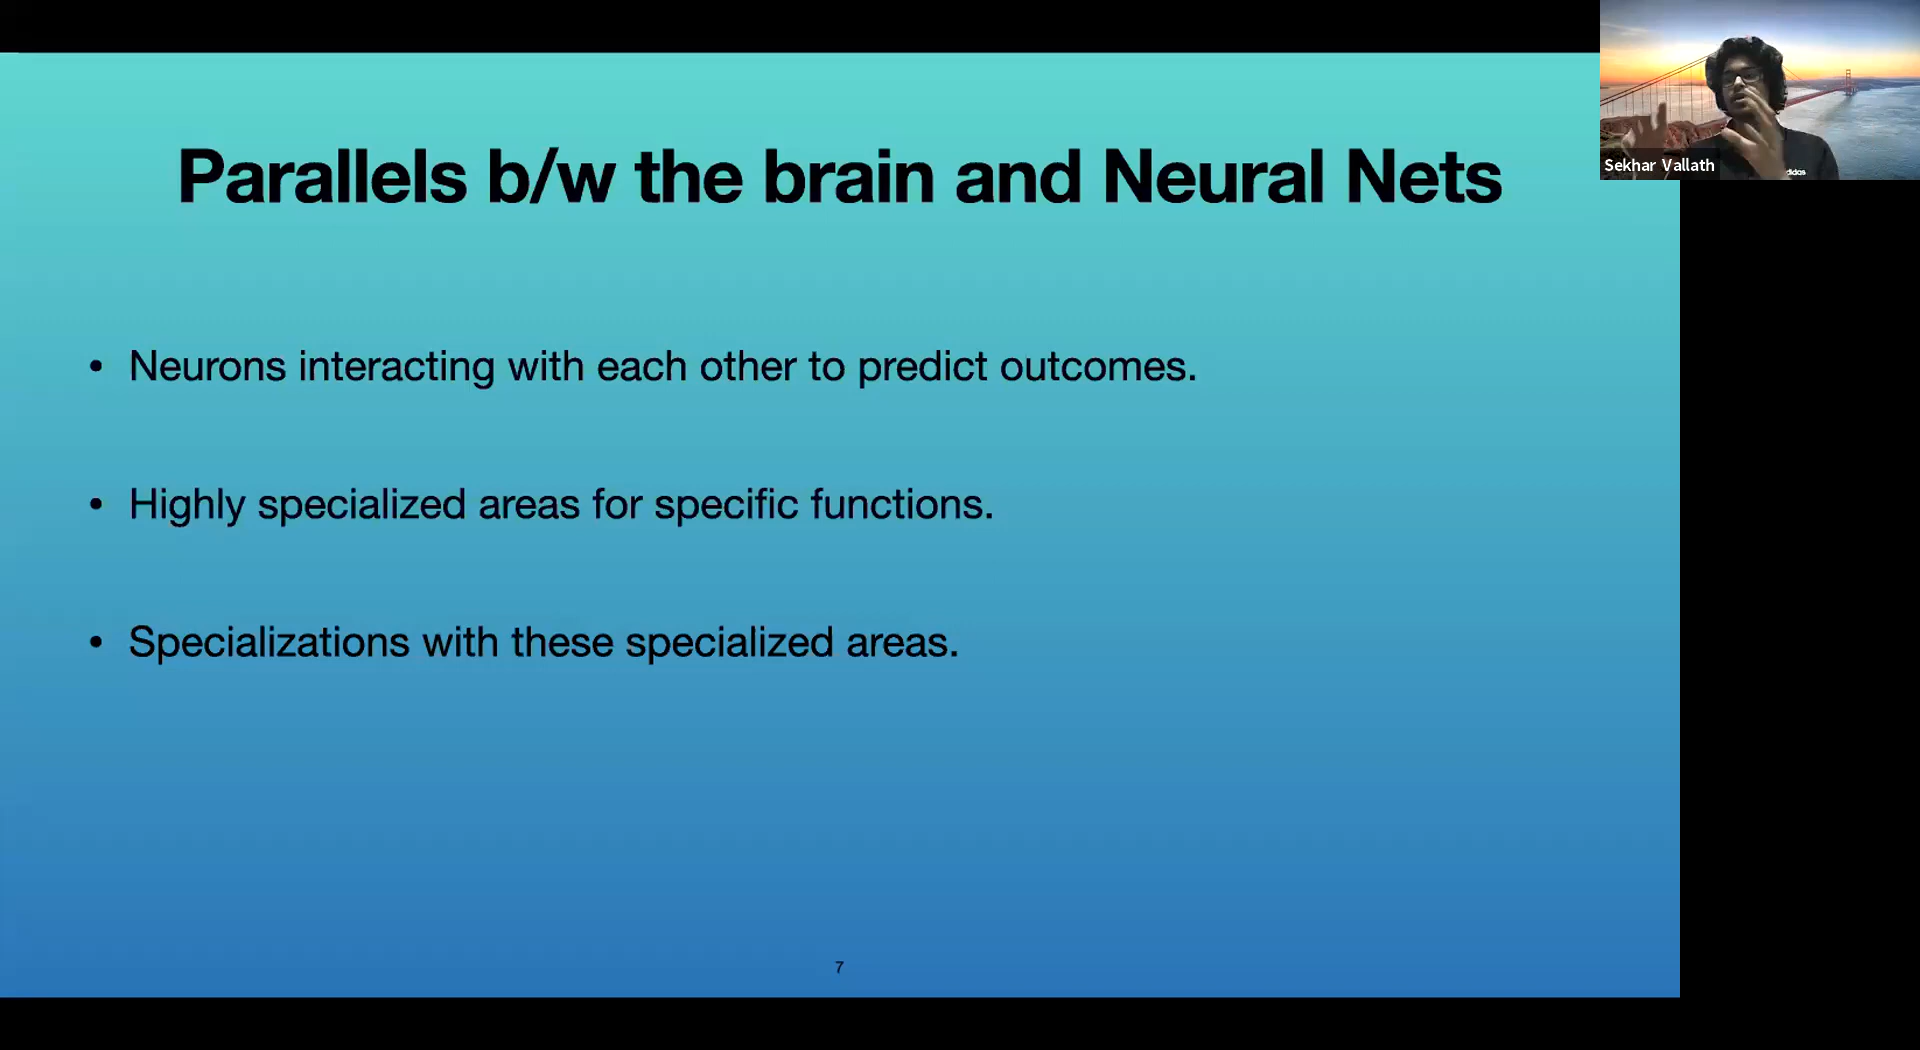 Parallels b/w the brain and Neural Nets
• Neurons interacting with each other to predict outcomes.
• Highly specialized areas for specific functions.
• Specializations with these specialized areas.
7
Sekhar Vallath
adidas